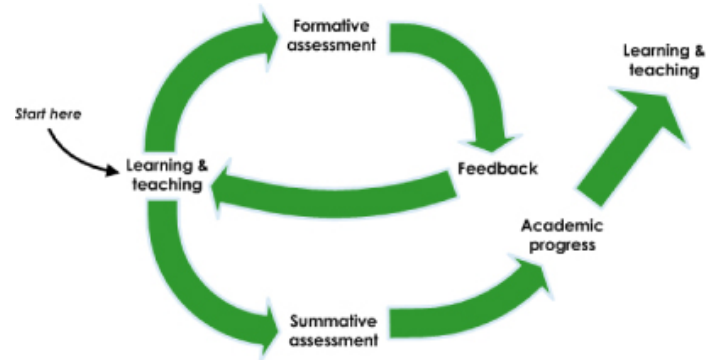 Formative
assessment
Learning &
teaching
Start here
Learning &
teaching
Feedback
Academic
progress
Summative
assessment